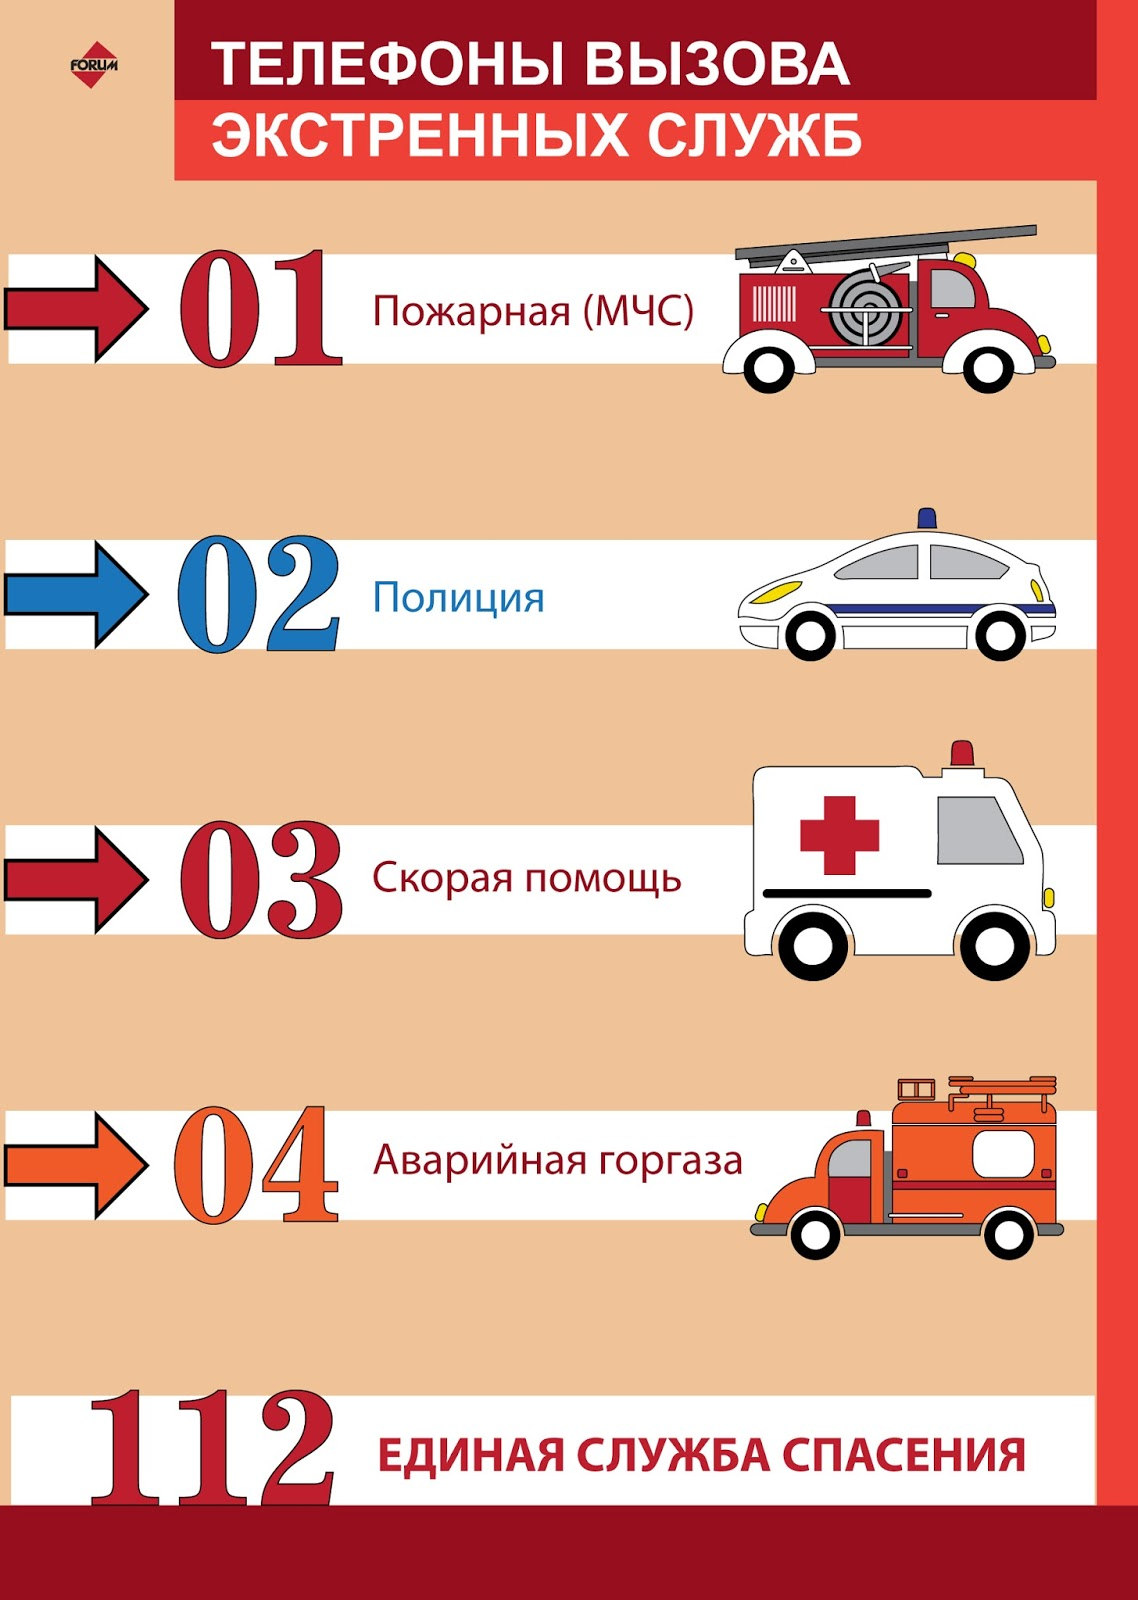 FORUM
ТЕЛЕФОНЫ ВЫЗОВА
ЭКСТРЕННЫХ СЛУЖБ
01 Пожарная (МЧС)
02 Полиция
03 Скорая помощь
04 Аварийная горгаза
112 ЕДИНАЯ СЛУЖБА СПАСЕНИЯ